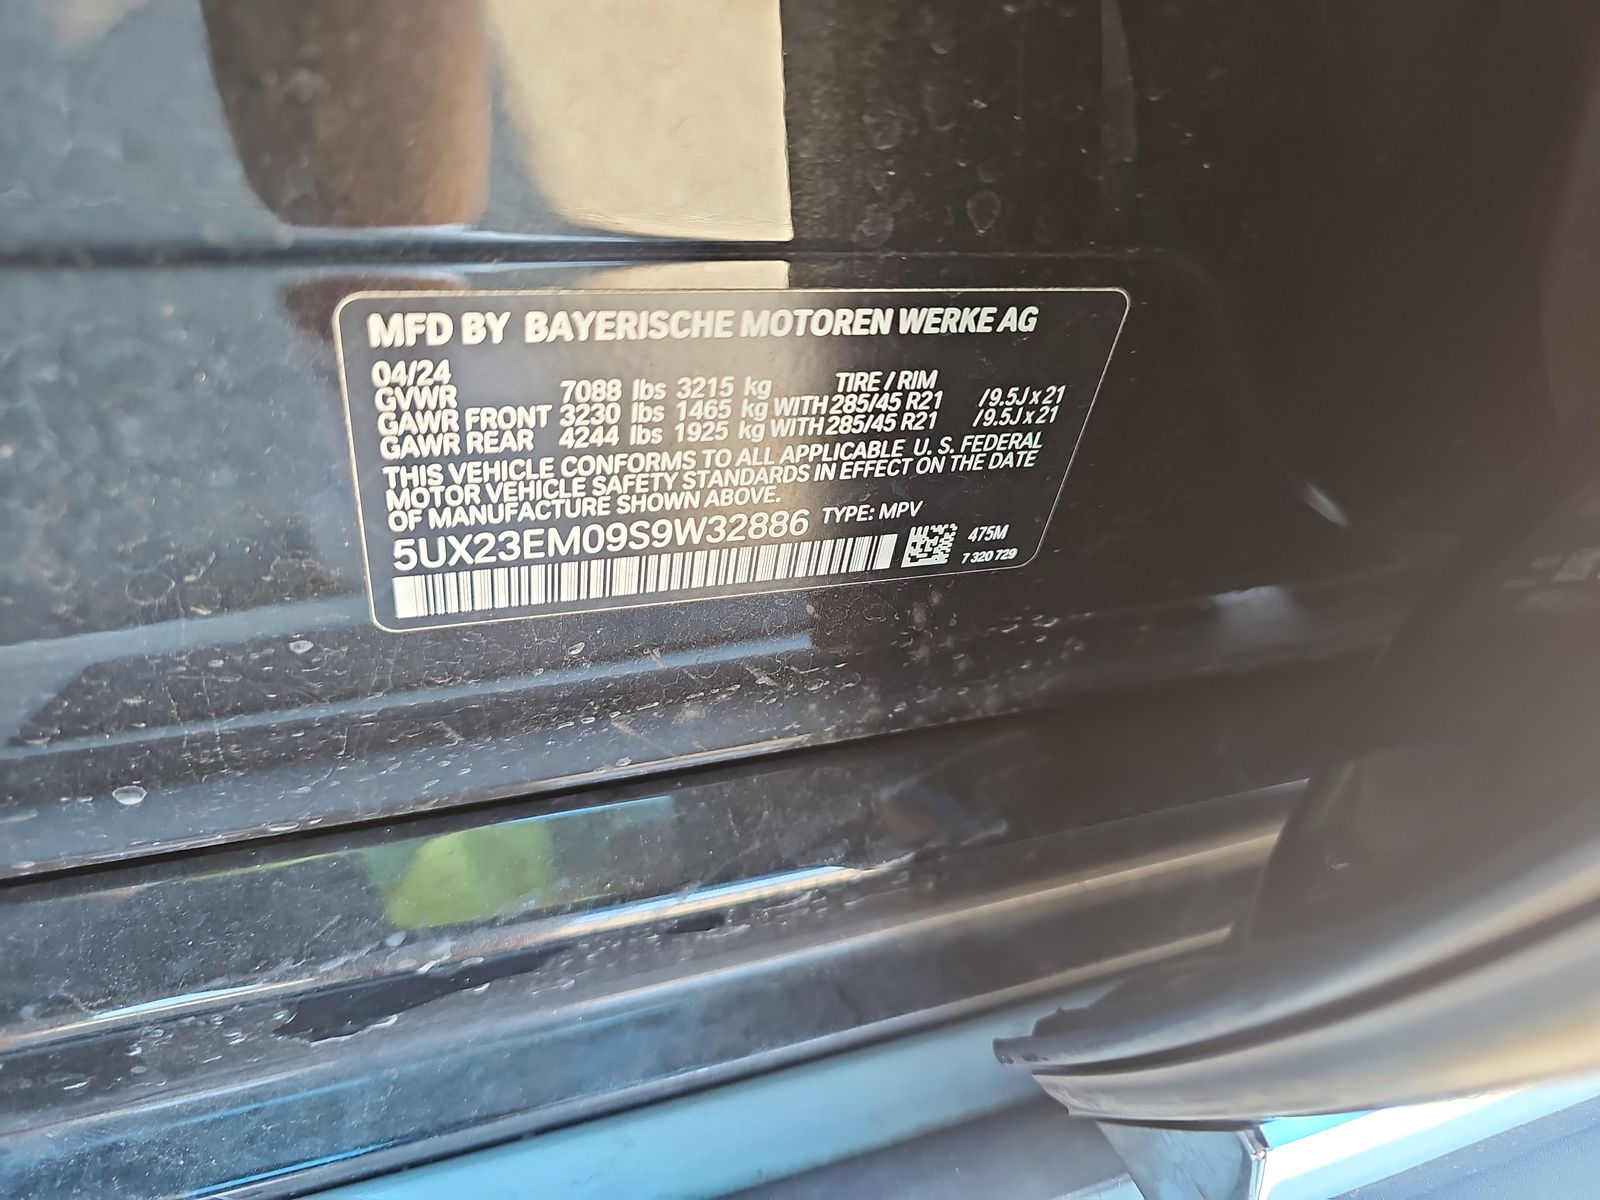 MFD BY BAYERISCHE MOTOREN WERKE AG
04/24 TIRE / RIM
GVWR 7088 lbs 3215 kg
GAWR FRONT 3230 lbs 1465 kg WITH 285/45 R21 /9.5J x 21
GAWR REAR 4244 lbs 1925 kg WITH 285/45 R21 /9.5J x 21
THIS VEHICLE CONFORMS TO ALL APPLICABLE U. S. FEDERAL
MOTOR VEHICLE SAFETY STANDARDS IN EFFECT ON THE DATE
OF MANUFACTURE SHOWN ABOVE.
5UX23EM09S9W32886 TYPE: MPV
475M
7 320 729